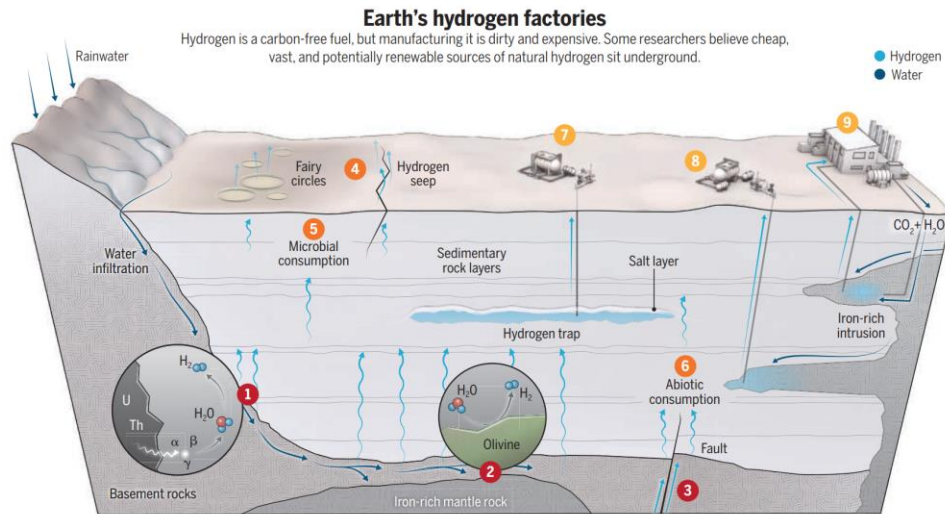 Earth's hydrogen factories
Hydrogen is a carbon-free fuel, but manufacturing it is dirty and expensive. Some researchers believe cheap,
vast, and potentially renewable sources of natural hydrogen sit underground.
Rainwater
Hydrogen
Water
7
9
8
Fairy
circles
4
Hydrogen
seep
5
Microbial
consumption
Water
infiltration
Sedimentary
rock layers
Salt layer
CO₂ + H₂O
Hydrogen trap
Iron-rich
intrusion
6
Abiotic
consumption
H₂
1
U
Th
H₂O
α β
γ
H₂O
H₂
Olivine
2
Fault
3
Basement rocks
Iron-rich mantle rock